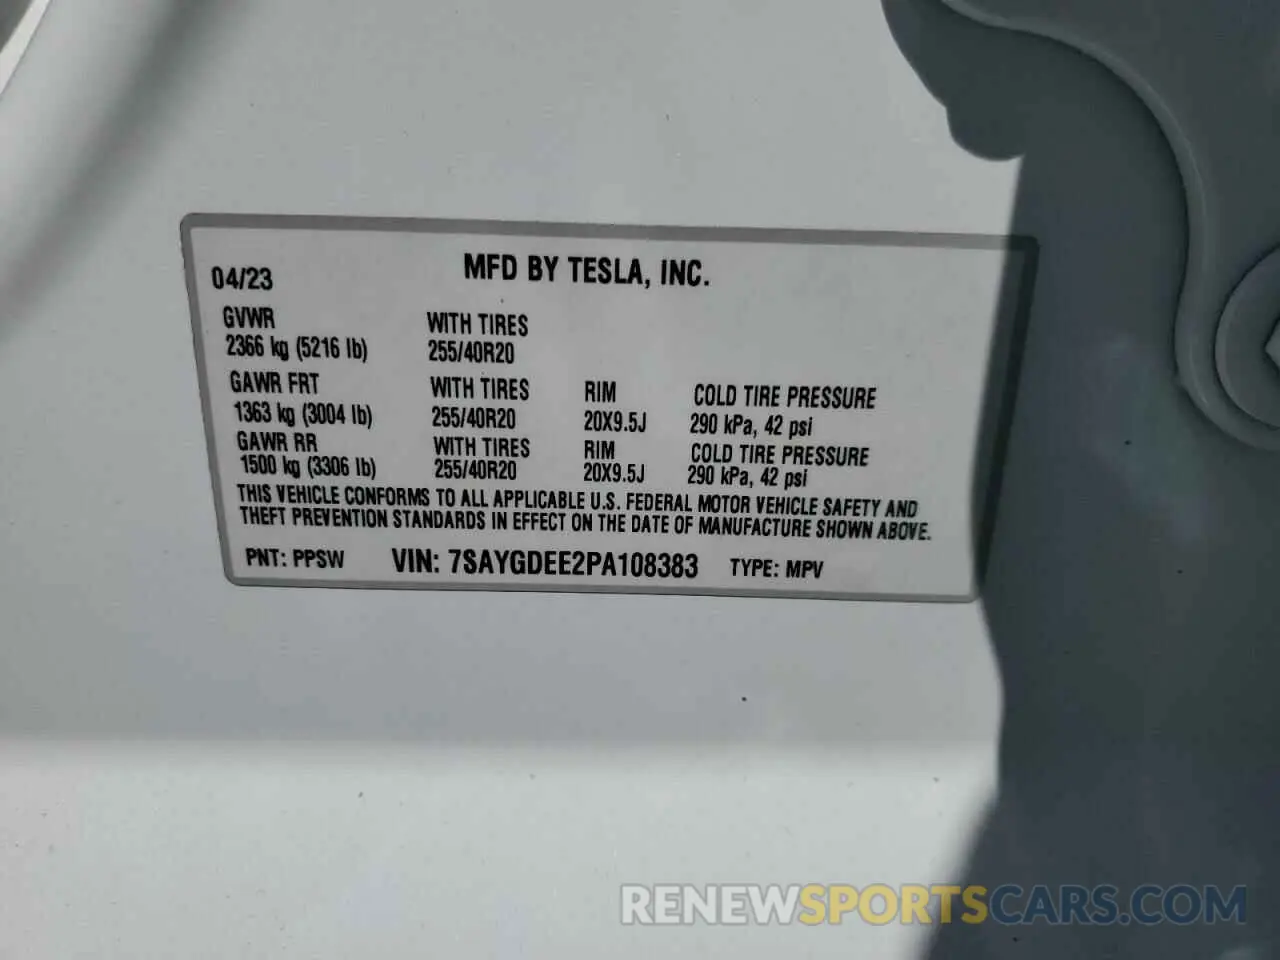 MFD BY TESLA, INC.
04/23
GVWR WITH TIRES
2366 kg (5216 lb) 255/40R20
GAWR FRT WITH TIRES RIM COLD TIRE PRESSURE
1363 kg (3004 lb) 255/40R20 20X9.5J 290 kPa, 42 psi
GAWR RR WITH TIRES RIM COLD TIRE PRESSURE
1500 kg (3306 lb) 255/40R20 20X9.5J 290 kPa, 42 psi
THIS VEHICLE CONFORMS TO ALL APPLICABLE U.S. FEDERAL MOTOR VEHICLE SAFETY AND
THEFT PREVENTION STANDARDS IN EFFECT ON THE DATE OF MANUFACTURE SHOWN ABOVE.
PNT: PPSW VIN: 7SAYGDEE2PA108383 TYPE: MPV
RENEWSPORTSCARS.COM